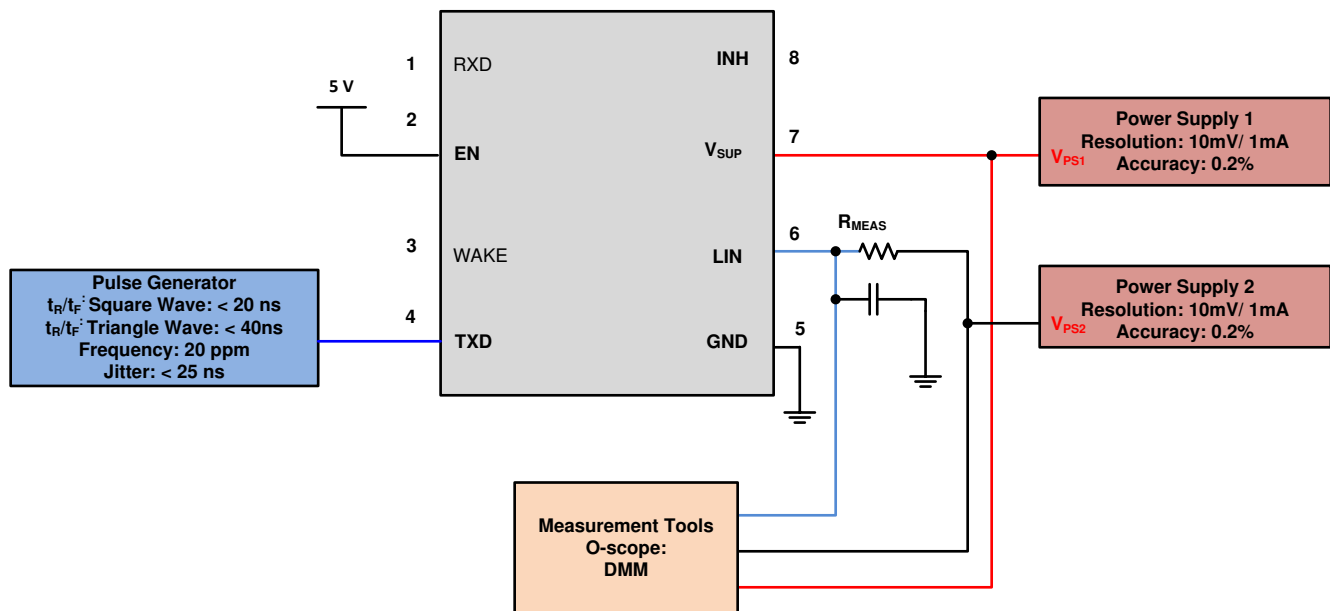 1
RXD
INH
8
5 V
2
EN
7
VSUP
Power Supply 1
Resolution: 10mV/ 1mA
VPS1
Accuracy: 0.2%
RMEAS
3
WAKE
6
LIN
Pulse Generator
tR/tF: Square Wave: < 20 ns
tR/tF: Triangle Wave: < 40ns
Frequency: 20 ppm
Jitter: < 25 ns
4
TXD
5
GND
Power Supply 2
Resolution: 10mV/ 1mA
VPS2
Accuracy: 0.2%
Measurement Tools
O-scope:
DMM